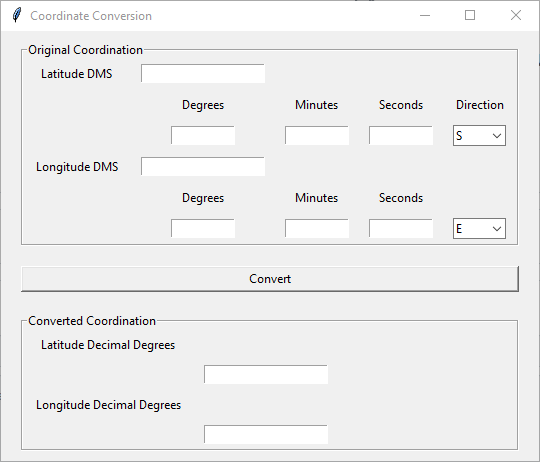 Coordinate Conversion
Original Coordination
Latitude DMS
Degrees Minutes Seconds Direction
S
Longitude DMS
Degrees Minutes Seconds
E
Convert
Converted Coordination
Latitude Decimal Degrees
Longitude Decimal Degrees